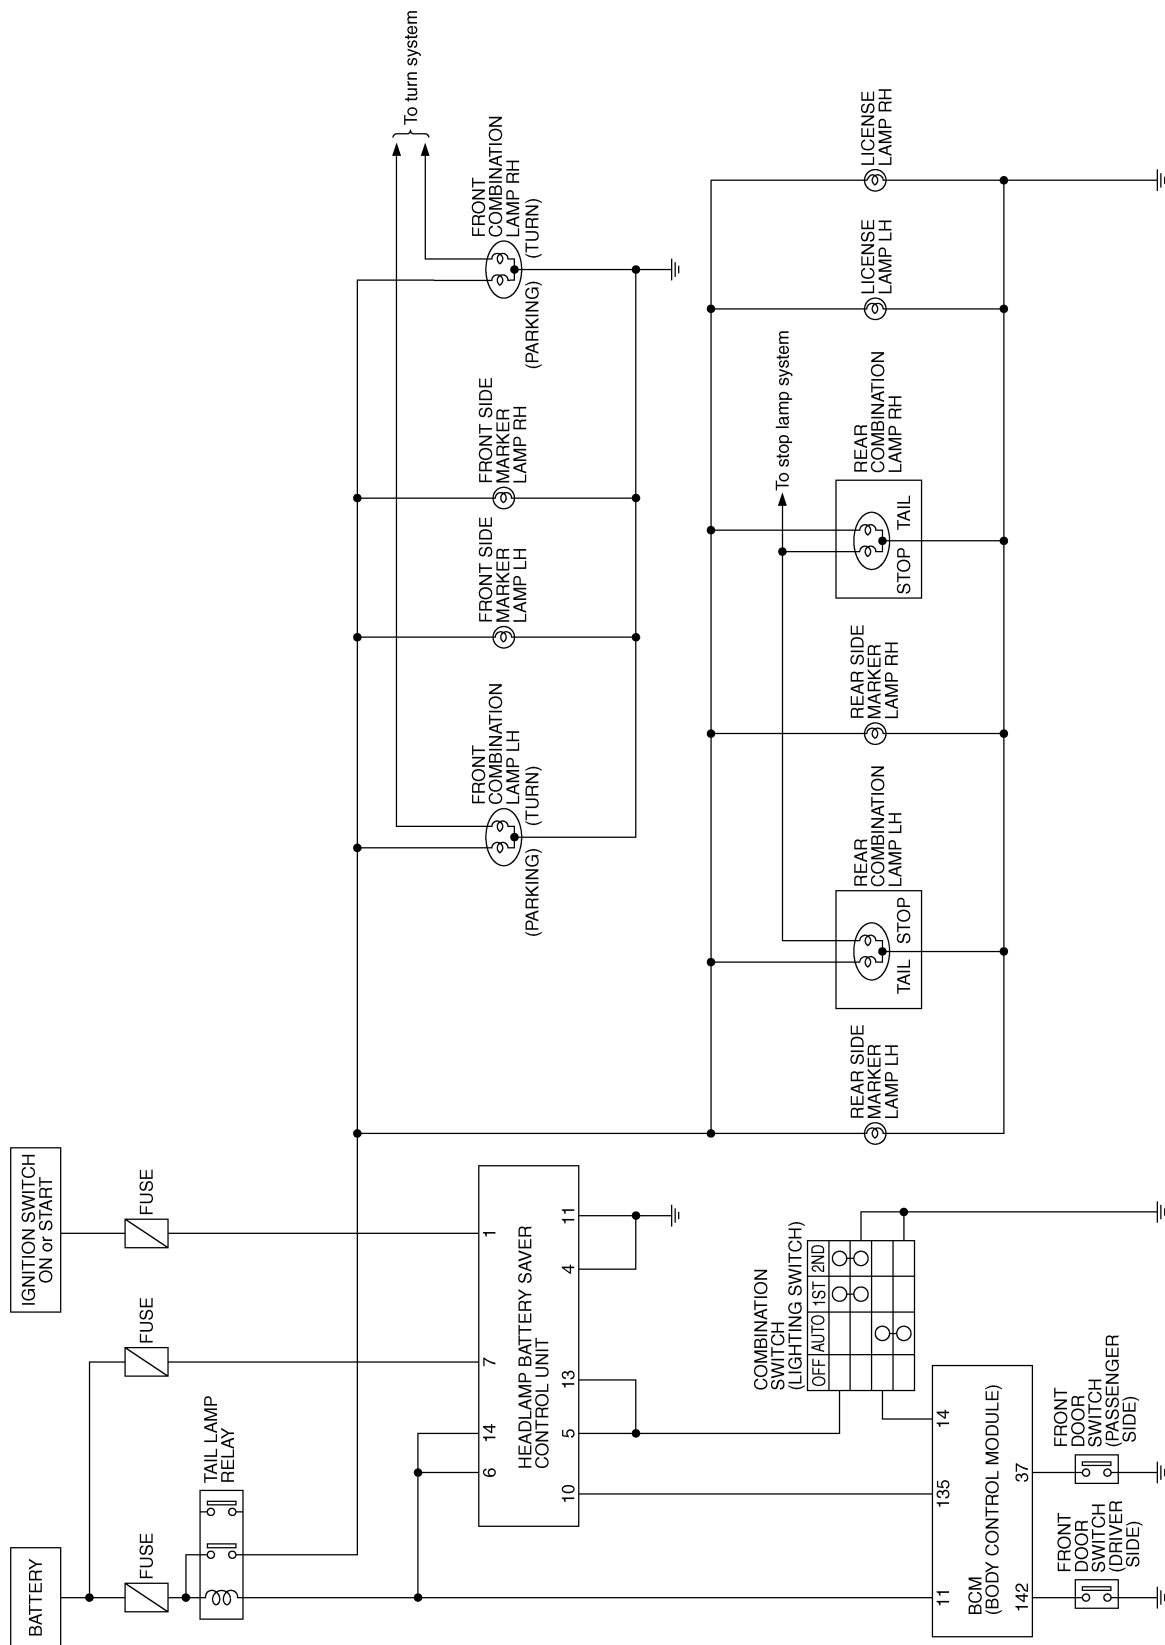 BATTERY
IGNITION SWITCH
ON or START
FUSE
FUSE
FUSE
TAIL LAMP
RELAY
To turn system
FRONT
COMBINATION
LAMP LH
(TURN)
(PARKING)
FRONT SIDE
MARKER
LAMP LH
FRONT SIDE
MARKER
LAMP RH
FRONT
COMBINATION
LAMP RH
(TURN)
(PARKING)
6
14
7
1
HEADLAMP BATTERY SAVER
CONTROL UNIT
10
5
13
4
11
To stop lamp system
COMBINATION
SWITCH
(LIGHTING SWITCH)
OFF
AUTO
1ST
2ND
REAR SIDE
MARKER
LAMP LH
REAR
COMBINATION
LAMP LH
TAIL
STOP
REAR SIDE
MARKER
LAMP RH
REAR
COMBINATION
LAMP RH
STOP
TAIL
LICENSE
LAMP LH
LICENSE
LAMP RH
11
135
14
BCM
(BODY CONTROL MODULE)
142
37
FRONT
DOOR
SWITCH
(DRIVER
SIDE)
FRONT
DOOR
SWITCH
(PASSENGER
SIDE)